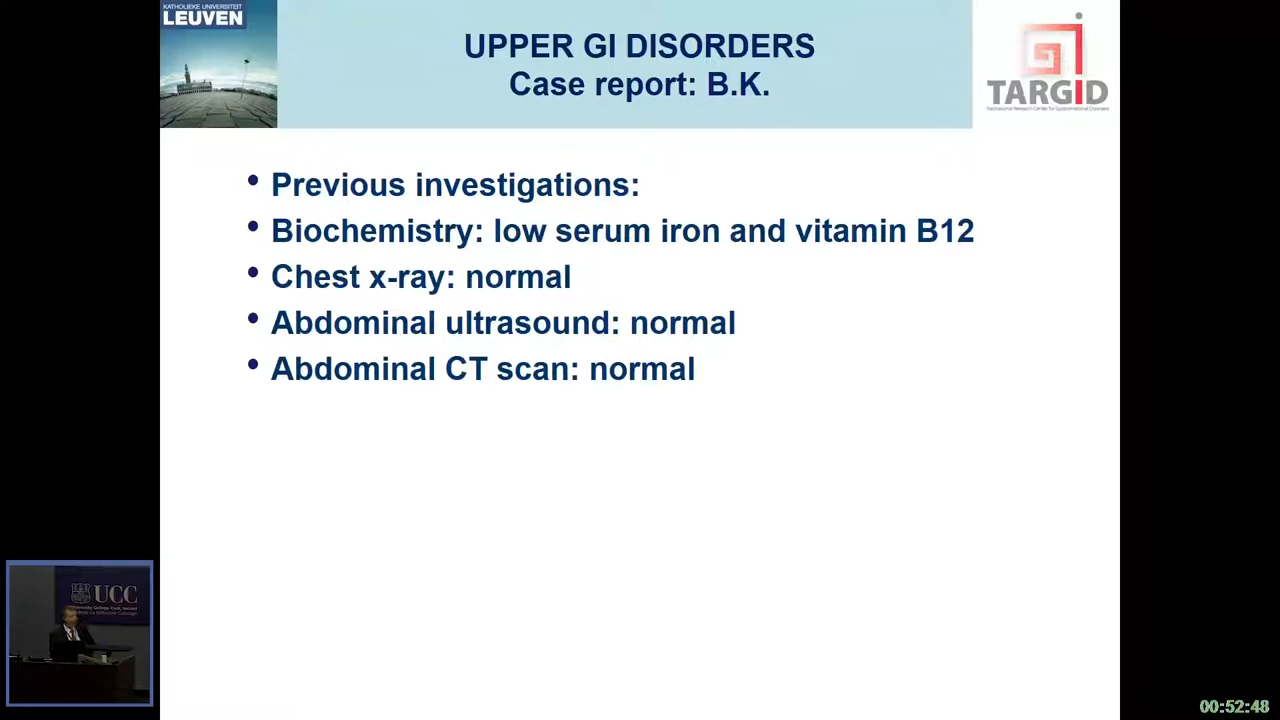 KATHOLIEKE UNIVERSITEIT
LEUVEN
UPPER GI DISORDERS
Case report: B.K.
TARGID
• Previous investigations:
• Biochemistry: low serum iron and vitamin B12
• Chest x-ray: normal
• Abdominal ultrasound: normal
• Abdominal CT scan: normal
UCC
00:52:48